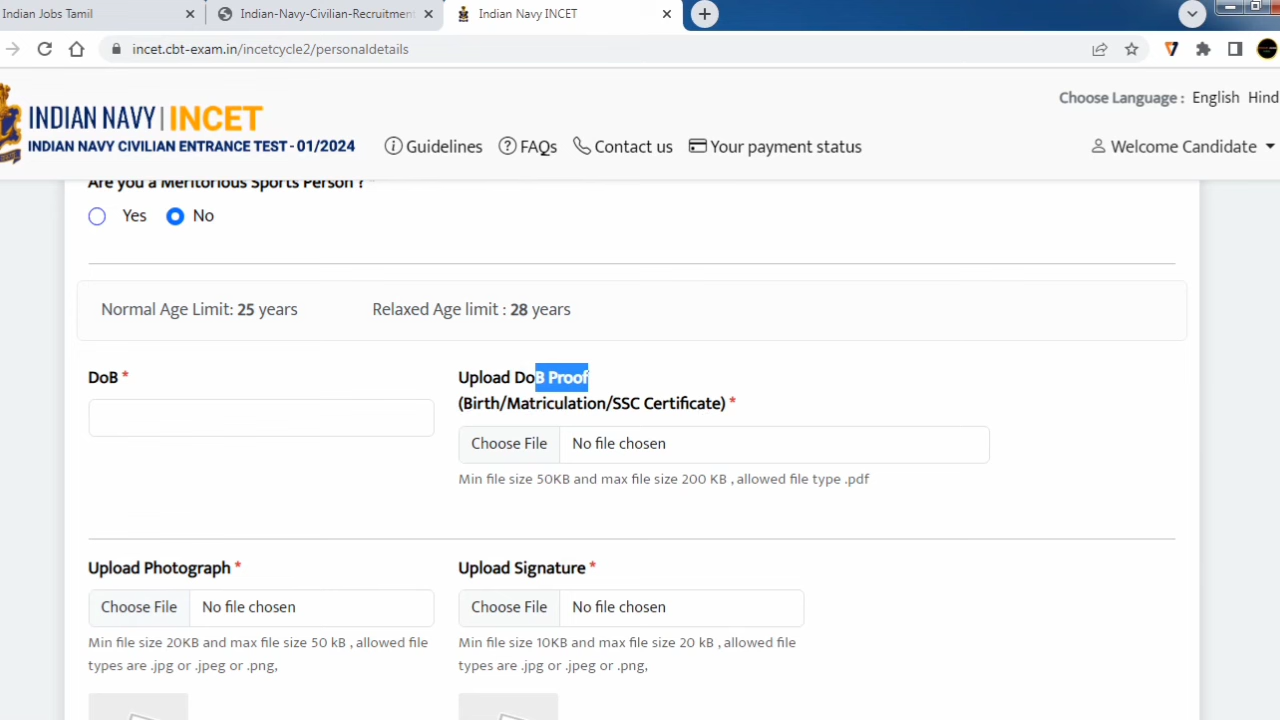 Indian Jobs Tamil
Indian-Navy-Civilian-Recruitment
Indian Navy INCET
incet.cbt-exam.in/incetcycle2/personaldetails
Choose Language : English Hind
INDIAN NAVY | INCET
INDIAN NAVY CIVILIAN ENTRANCE TEST - 01/2024
Guidelines FAQs Contact us Your payment status Welcome Candidate
Are you a Meritorious Sports Person ? *
Yes No
Normal Age Limit: 25 years Relaxed Age limit : 28 years
DoB *
Upload DoB Proof
(Birth/Matriculation/SSC Certificate) *
Choose File No file chosen
Min file size 50KB and max file size 200 KB , allowed file type .pdf
Upload Photograph *
Choose File No file chosen
Min file size 20KB and max file size 50 kB , allowed file
types are .jpg or .jpeg or .png,
Upload Signature *
Choose File No file chosen
Min file size 10KB and max file size 20 kB , allowed file
types are .jpg or .jpeg or .png,